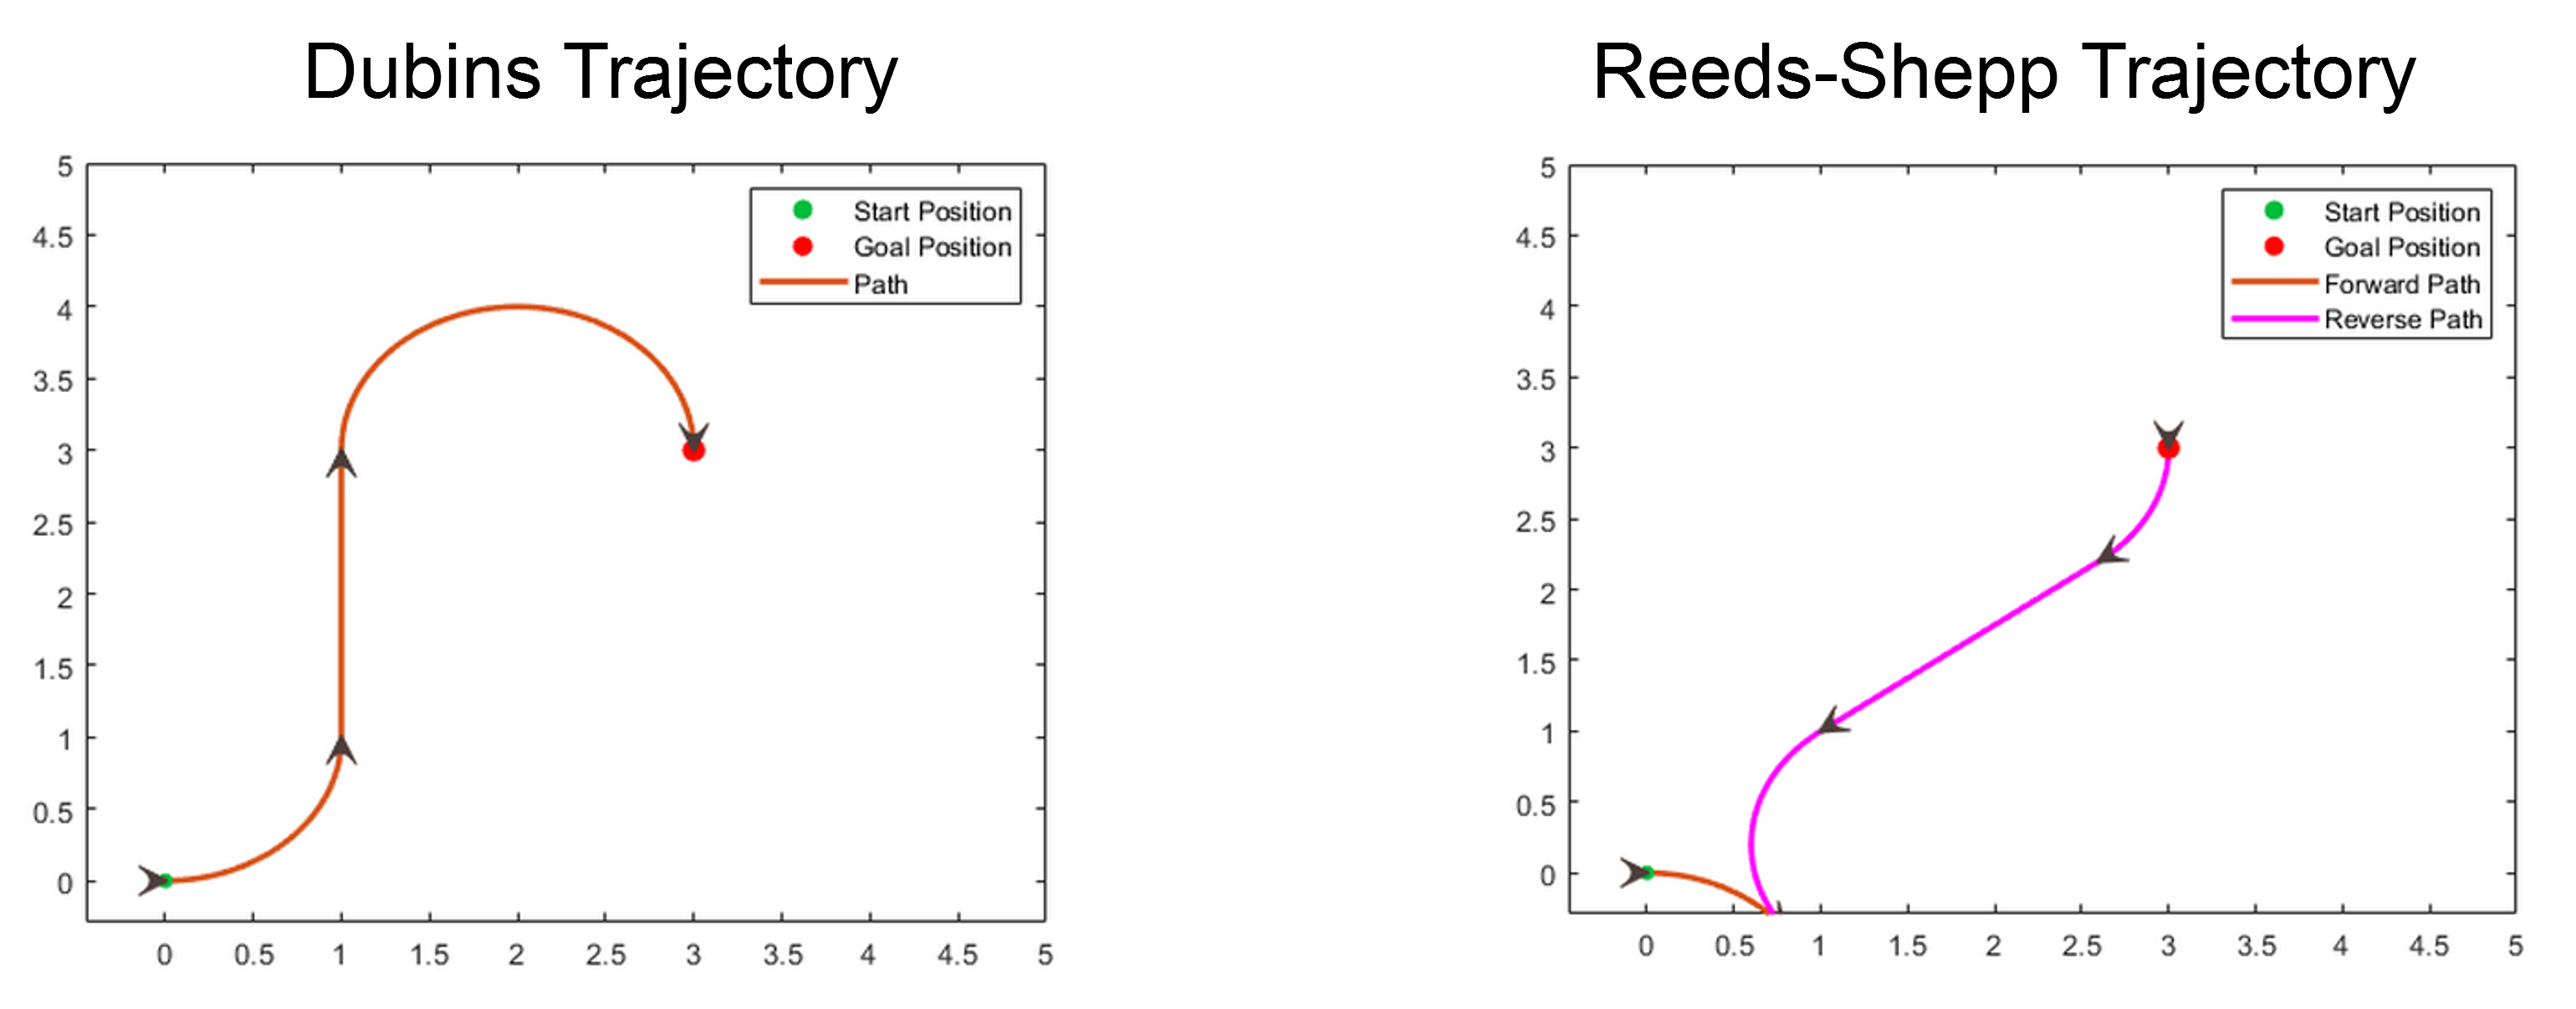 Dubins Trajectory
5
4.5
4
3.5
3
2.5
2
1.5
1
0.5
0
0 0.5 1 1.5 2 2.5 3 3.5 4 4.5 5
Start Position
Goal Position
Path
Reeds-Shepp Trajectory
5
4.5
4
3.5
3
2.5
2
1.5
1
0.5
0
0 0.5 1 1.5 2 2.5 3 3.5 4 4.5 5
Start Position
Goal Position
Forward Path
Reverse Path